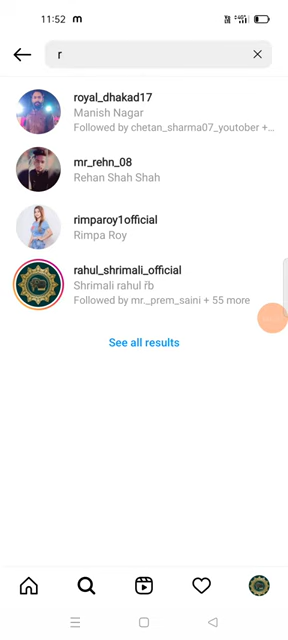 11:52 m
r
royal_dhakad17
Manish Nagar
Followed by chetan_sharma07_youtober +...
mr_rehn_08
Rehan Shah Shah
rimparoy1official
Rimpa Roy
rahul_shrimali_official
Shrimali rahul r̃b
Followed by mr._prem_saini + 55 more
See all results